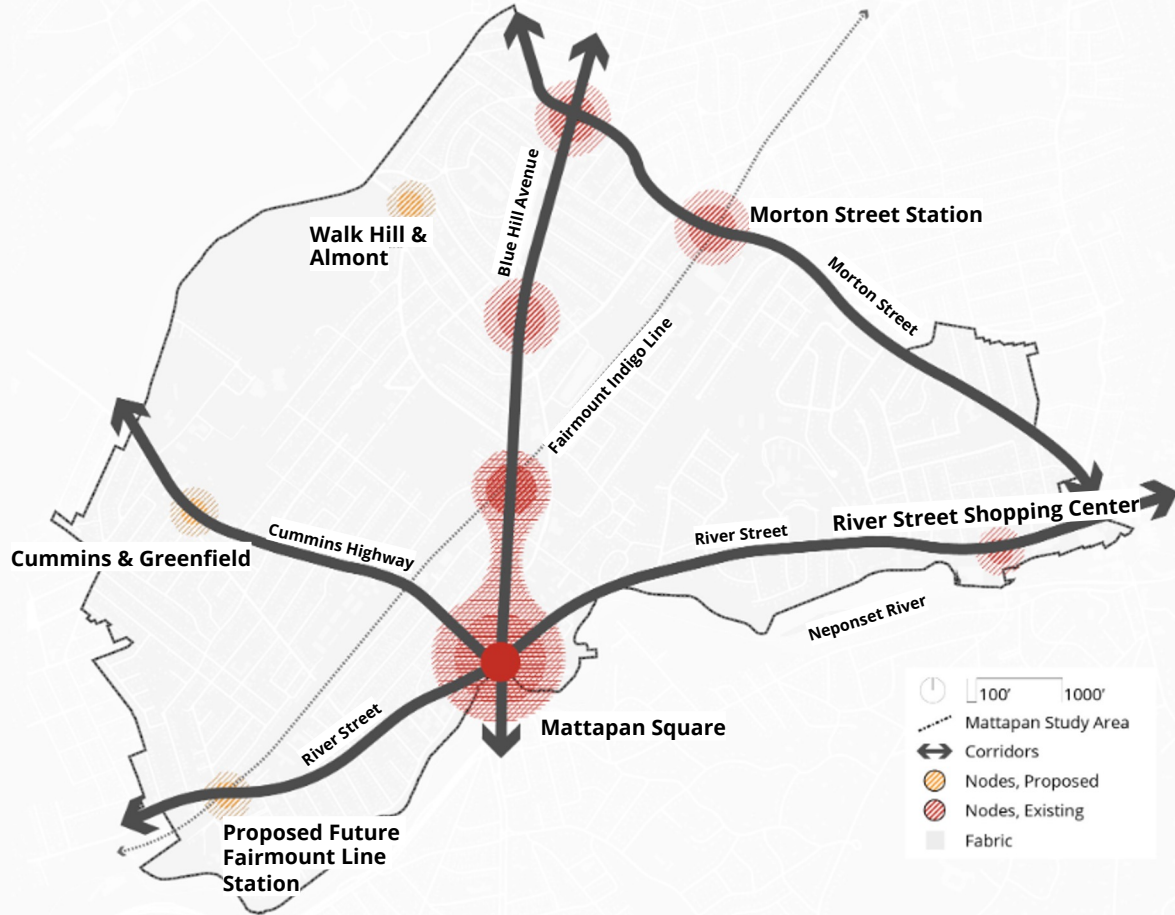 Blue Hill Avenue
Walk Hill &
Almont
Morton Street Station
Morton Street
Fairmount Indigo Line
Cummins & Greenfield
Cummins Highway
River Street
River Street Shopping Center
Neponset River
River Street
Mattapan Square
Proposed Future
Fairmount Line
Station
100' 1000'
Mattapan Study Area
Corridors
Nodes, Proposed
Nodes, Existing
Fabric